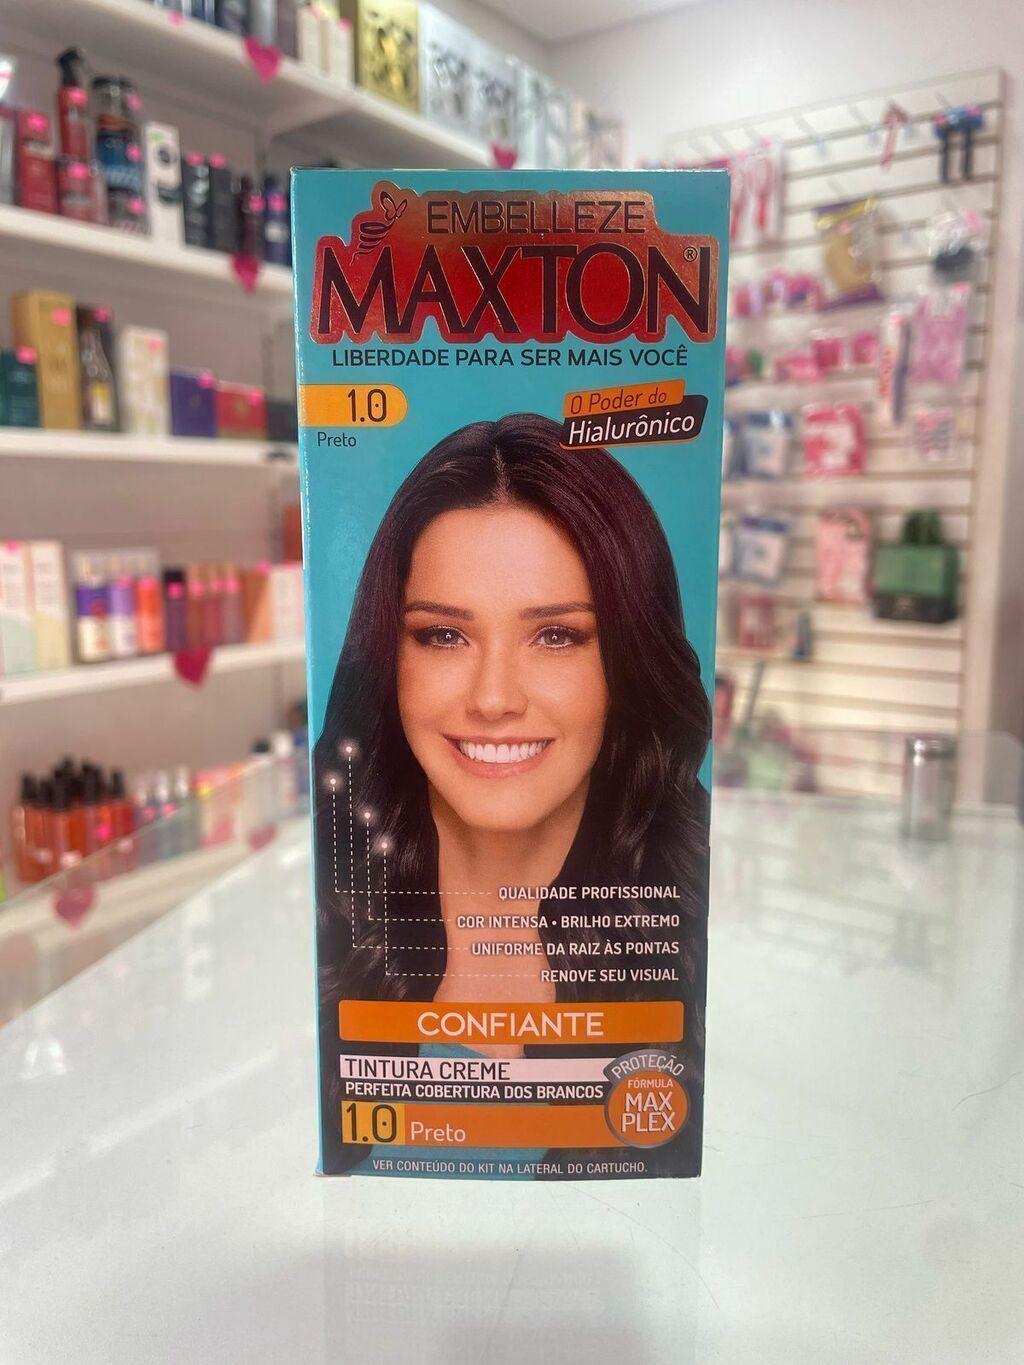 EMBELLEZE
MAXTON®
LIBERDADE PARA SER MAIS VOCÊ
1.0
Preto
O Poder do
Hialurônico
QUALIDADE PROFISSIONAL
COR INTENSA • BRILHO EXTREMO
UNIFORME DA RAIZ ÀS PONTAS
RENOVE SEU VISUAL
CONFIANTE
TINTURA CREME
PERFEITA COBERTURA DOS BRANCOS
1.0 Preto
PROTEÇÃO
FÓRMULA
MAX
PLEX
VER CONTEÚDO DO KIT NA LATERAL DO CARTUCHO.